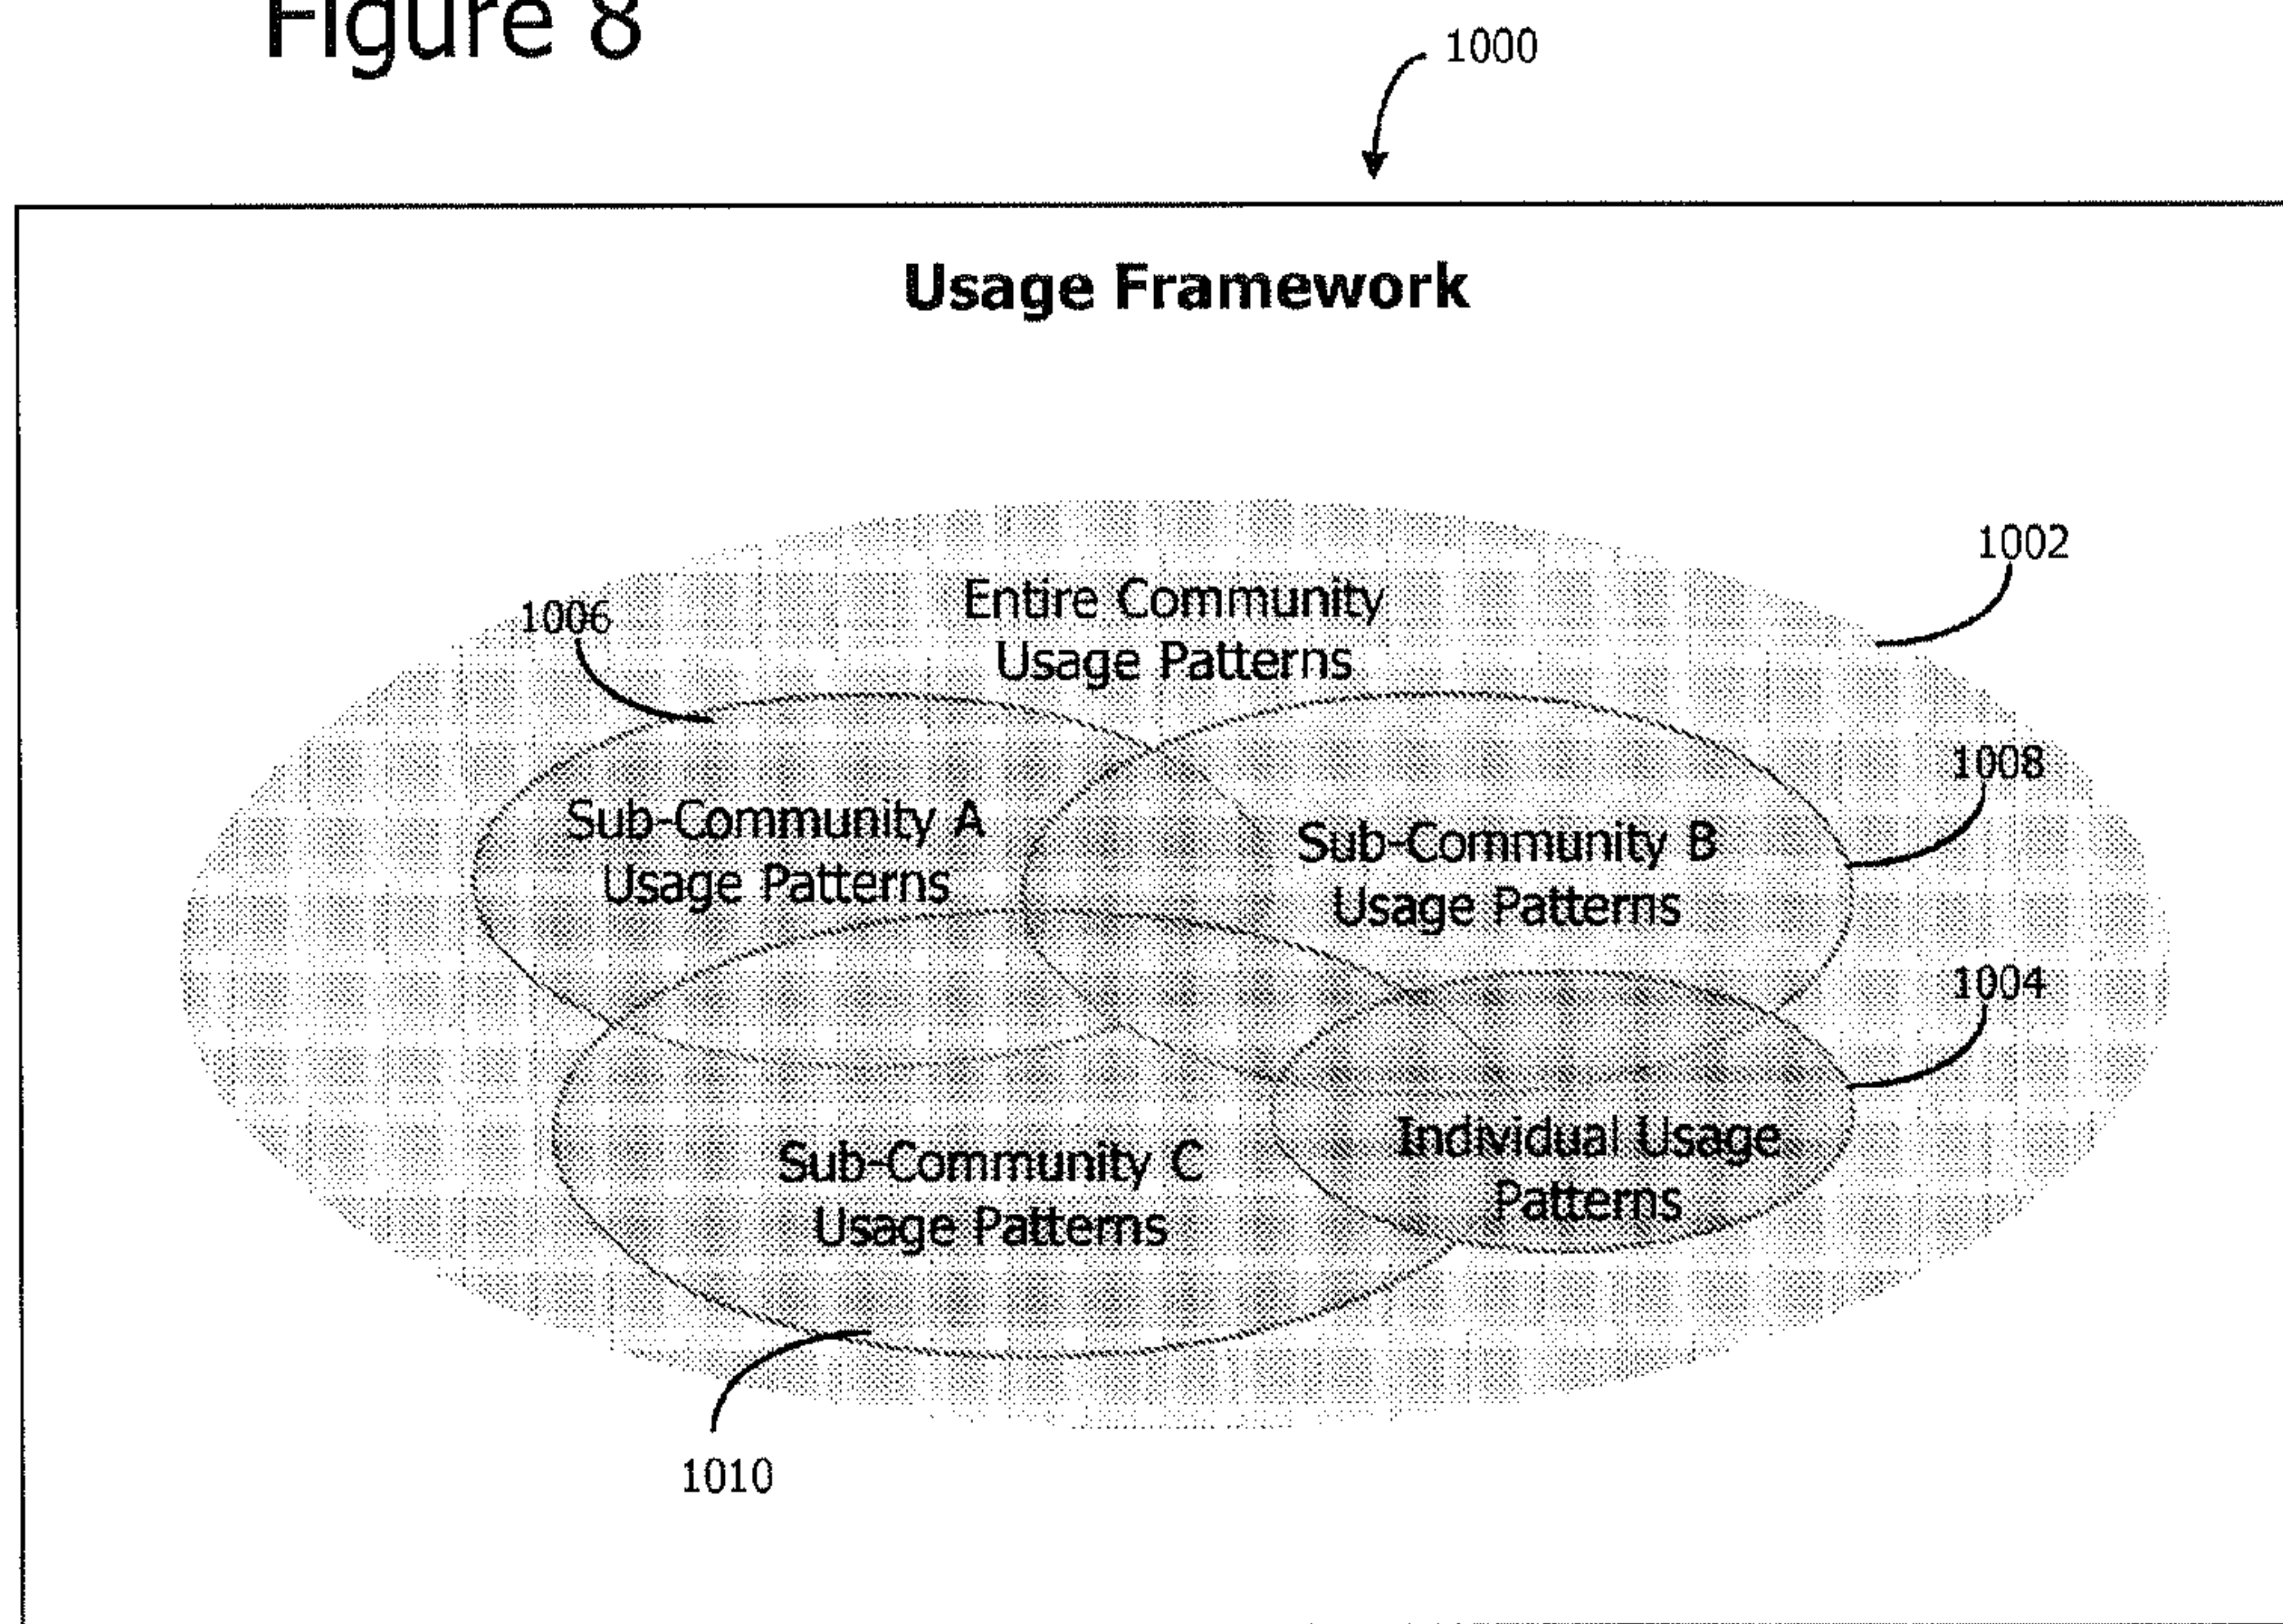 Figure 8
1000
Usage Framework
1002
Entire Community
Usage Patterns
1006
1008
Sub-Community A
Usage Patterns
Sub-Community B
Usage Patterns
1004
Individual Usage
Patterns
Sub-Community C
Usage Patterns
1010